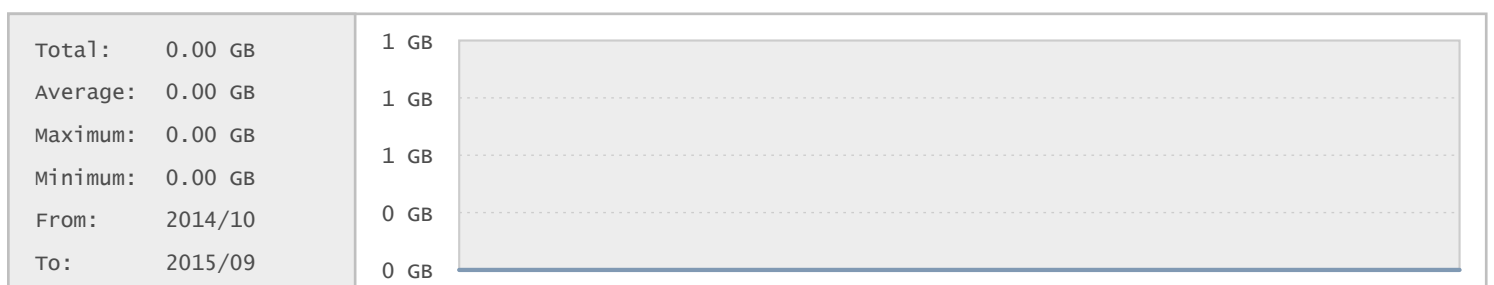 Total: 0.00 GB
Average: 0.00 GB
Maximum: 0.00 GB
Minimum: 0.00 GB
From: 2014/10
To: 2015/09
1 GB
1 GB
1 GB
0 GB
0 GB